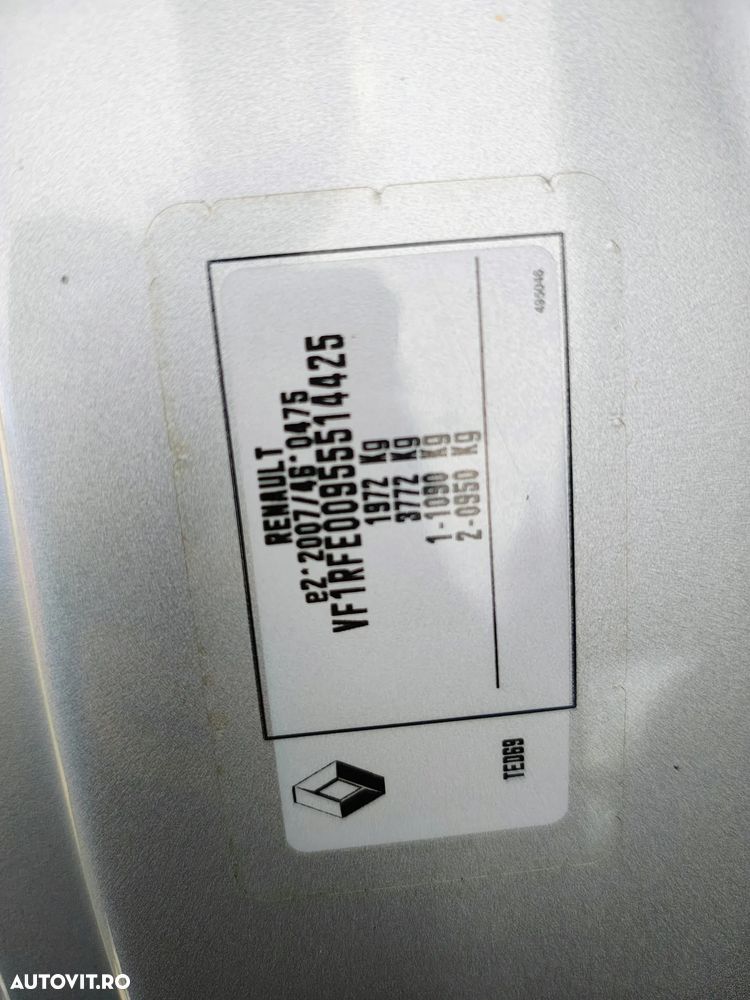 RENAULT
e2*2007/46*0475
VF1RFE00955514425
1972 Kg
3772 Kg
1-1090 Kg
2-0950 Kg
495046
TED69
AUTOVIT.RO